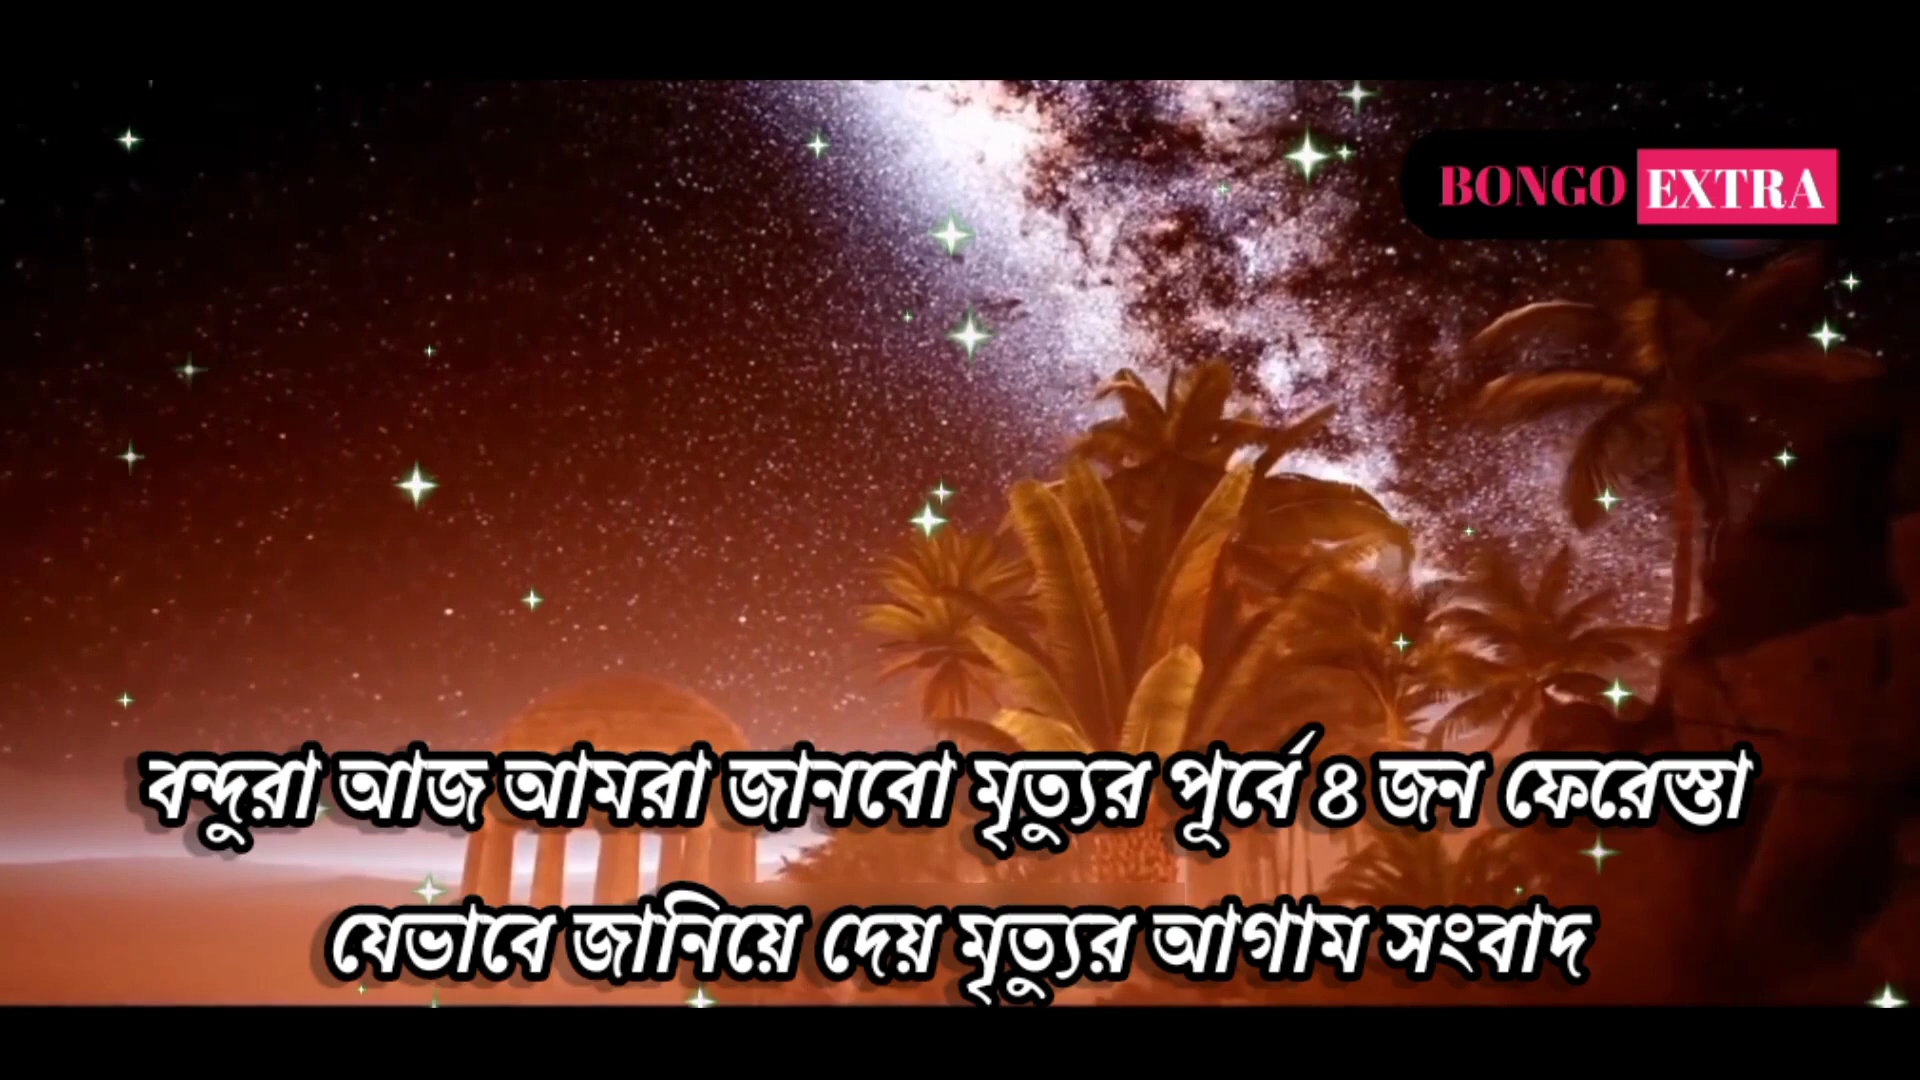 BONGO EXTRA
বন্দুরা আজ আমরা জানবো মৃত্যুর পূর্বে ৪ জন ফেরেস্তা
যেভাবে জানিয়ে দেয় মৃত্যুর আগাম সংবাদ